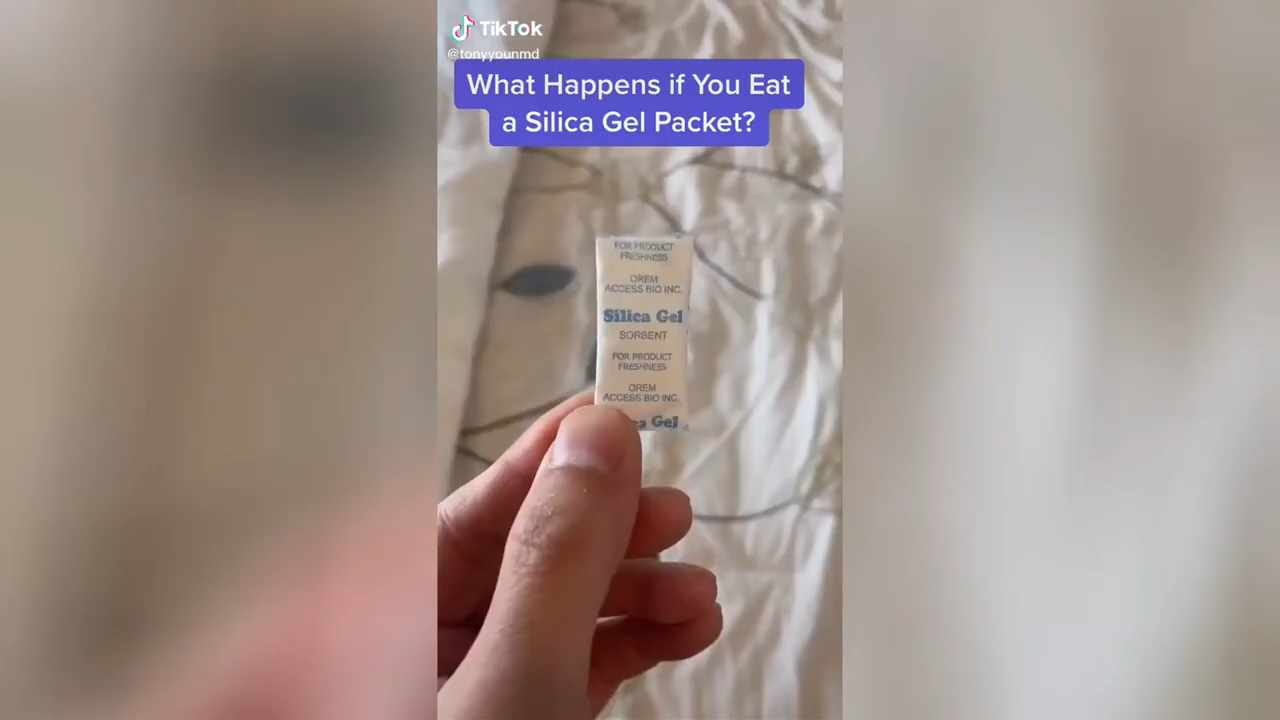 TikTok
@tonyyounmd
What Happens if You Eat
a Silica Gel Packet?
FOR PRODUCT
FRESHNESS
OREM
ACCESS BIO INC.
Silica Gel
SORBENT
FOR PRODUCT
FRESHNESS
OREM
ACCESS BIO INC.
Gel